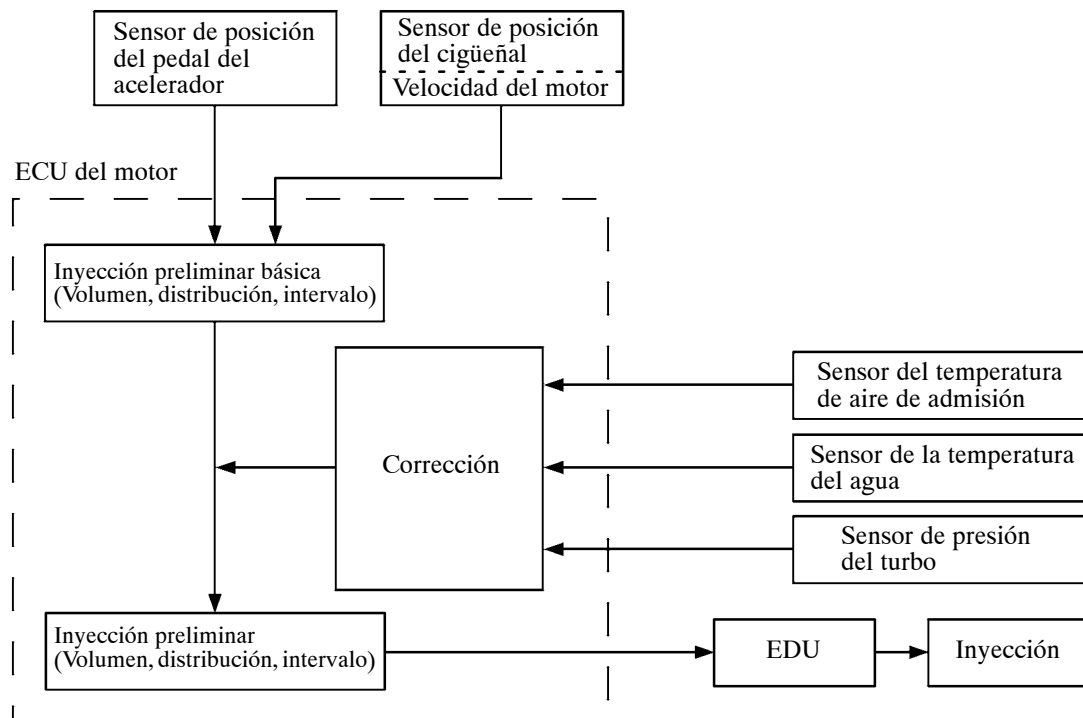 Sensor de posición
del pedal del
acelerador
Sensor de posición
del cigüeñal
Velocidad del motor
ECU del motor
Inyección preliminar básica
(Volumen, distribución, intervalo)
Sensor del temperatura
de aire de admisión
Corrección
Sensor de la temperatura
del agua
Sensor de presión
del turbo
Inyección preliminar
(Volumen, distribución, intervalo)
EDU
Inyección